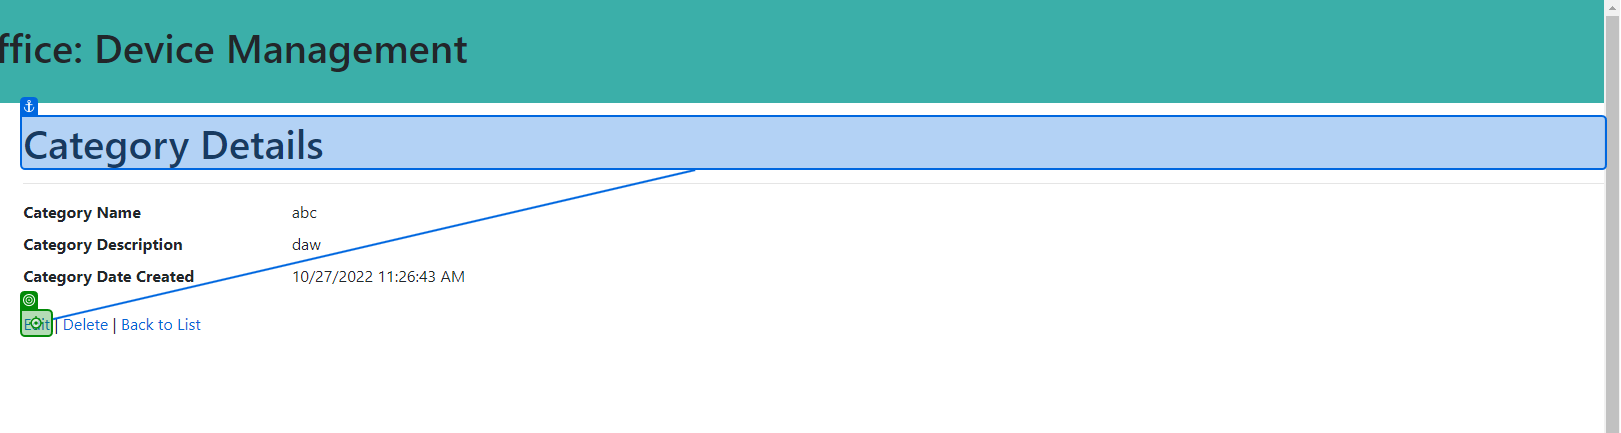 ffice: Device Management
Category Details
Category Name abc
Category Description daw
Category Date Created 10/27/2022 11:26:43 AM
Edit | Delete | Back to List